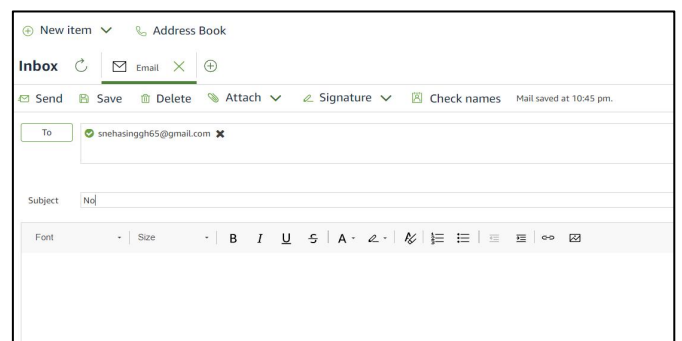 New item Address Book
Inbox Email
Send Save Delete Attach Signature Check names Mail saved at 10:45 pm.
To snehasinggh65@gmail.com
Subject No
Font Size B I U S A